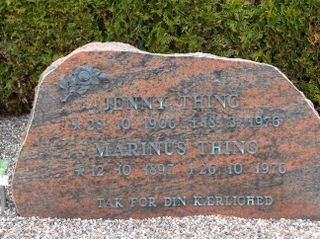 JENNY THING
* 28. 10. 1906 † 18. 3. 1976
MARINUS THING
* 12. 10. 1897 † 26. 10. 1976
TAK FOR DIN KÆRLIGHED